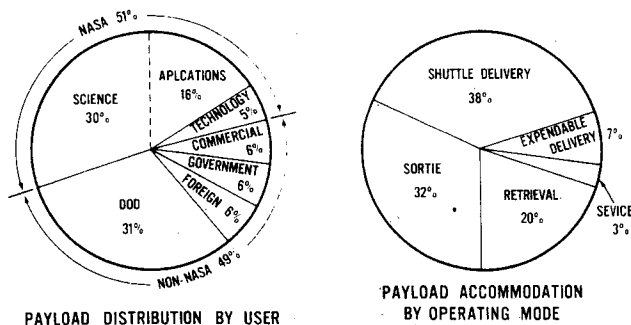 NASA 51%
SCIENCE
30%
APLCATIONS
16%
TECHNOLOGY
5%
COMMERCIAL
6%
GOVERNMENT
6%
FOREIGN 6%
DOD
31%
NON-NASA 49%
PAYLOAD DISTRIBUTION BY USER
SHUTTLE DELIVERY
38%
EXPENDABLE
DELIVERY
7%
SORTIE
32%
RETRIEVAL
20%
SEVICE
3%
PAYLOAD ACCOMMODATION
BY OPERATING MODE